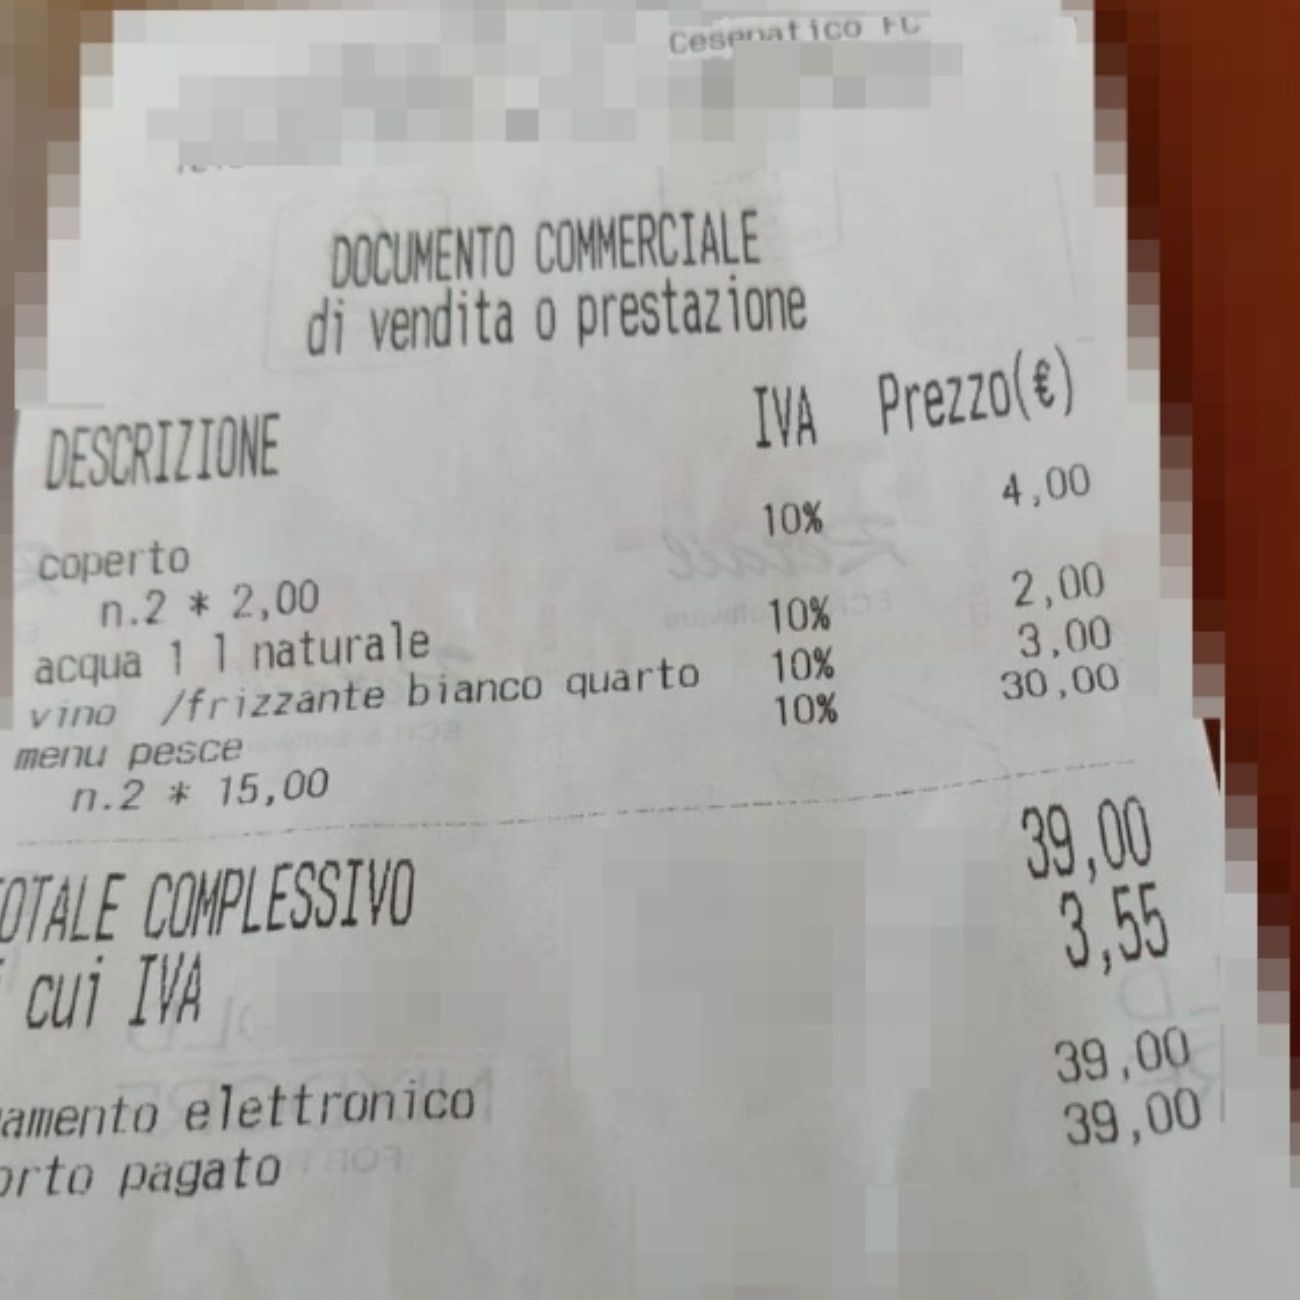 Cesenatico FC
DOCUMENTO COMMERCIALE
di vendita o prestazione
DESCRIZIONE IVA Prezzo(€)
coperto 10% 4,00
n.2 * 2,00
acqua 1 l naturale 10% 2,00
vino /frizzante bianco quarto 10% 3,00
menu pesce 10% 30,00
n.2 * 15,00
TOTALE COMPLESSIVO 39,00
cui IVA 3,55
amento elettronico 39,00
orto pagato 39,00